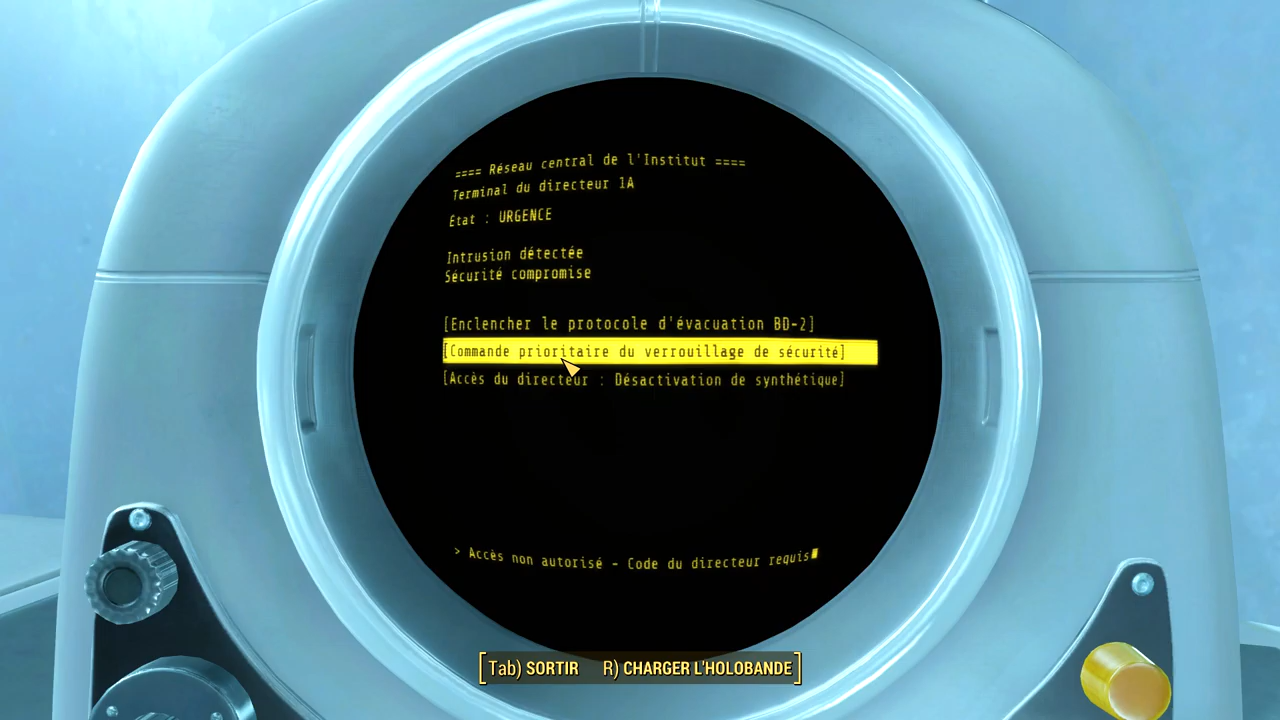 ==== Réseau central de l'Institut ====
Terminal du directeur 1A
État : URGENCE
Intrusion détectée
Sécurité compromise
[Enclencher le protocole d'évacuation BD-2]
[Commande prioritaire du verrouillage de sécurité]
[Accès du directeur : Désactivation de synthétique]
> Accès non autorisé - Code du directeur requis
[Tab) SORTIR R) CHARGER L'HOLOBANDE]